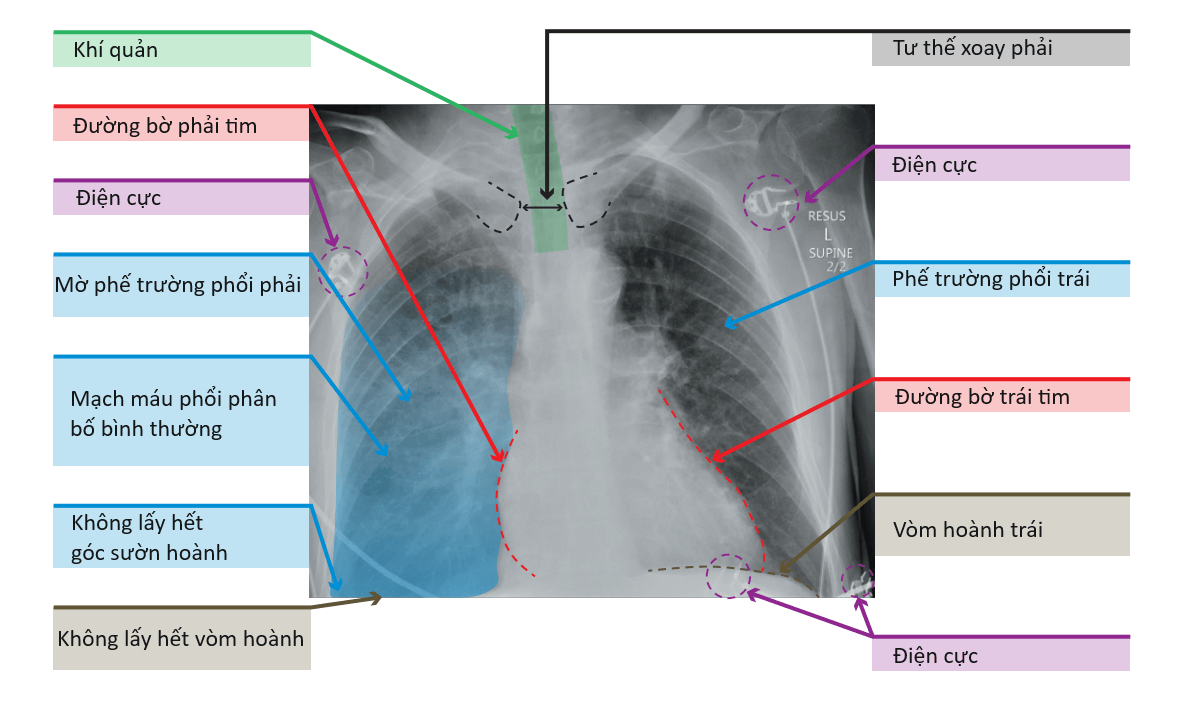 Khí quản
Đường bờ phải tim
Điện cực
Mờ phế trường phổi phải
Mạch máu phổi phân
bố bình thường
Không lấy hết
góc sườn hoành
Không lấy hết vòm hoành
Tư thế xoay phải
Điện cực
RESUS
L
SUPINE
2/2
Phế trường phổi trái
Đường bờ trái tim
Vòm hoành trái
Điện cực